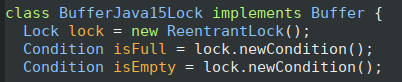 class BufferJava15Lock implements Buffer {
Lock lock = new ReentrantLock();
Condition isFull = lock.newCondition();
Condition isEmpty = lock.newCondition();